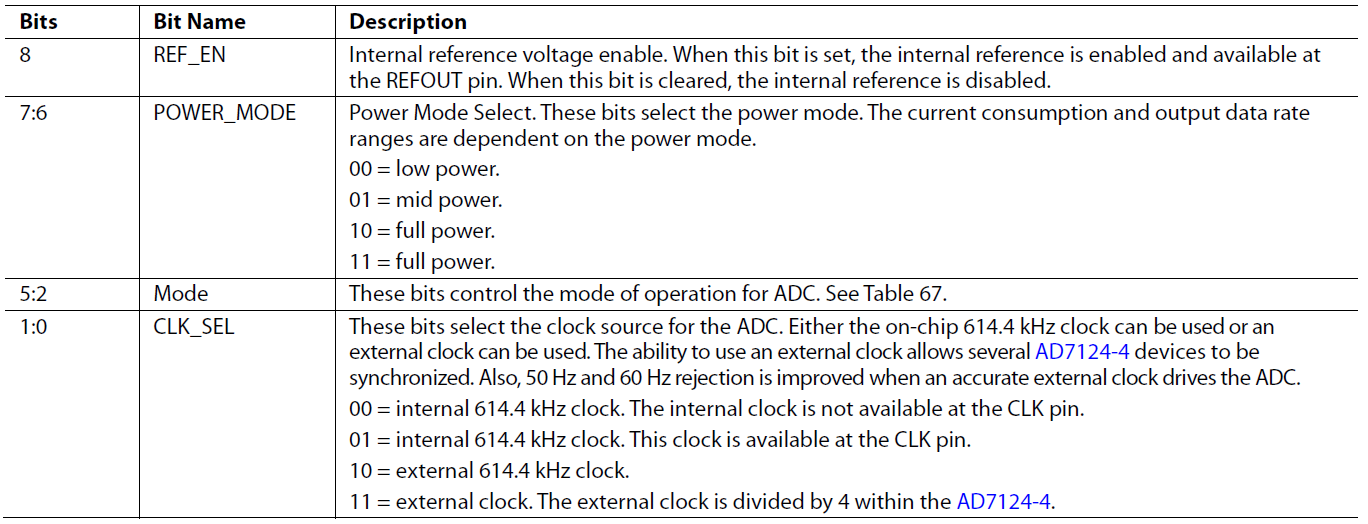 Bits Bit Name Description
8 REF_EN Internal reference voltage enable. When this bit is set, the internal reference is enabled and available at
the REFOUT pin. When this bit is cleared, the internal reference is disabled.
7:6 POWER_MODE Power Mode Select. These bits select the power mode. The current consumption and output data rate
ranges are dependent on the power mode.
00 = low power.
01 = mid power.
10 = full power.
11 = full power.
5:2 Mode These bits control the mode of operation for ADC. See Table 67.
1:0 CLK_SEL These bits select the clock source for the ADC. Either the on-chip 614.4 kHz clock can be used or an
external clock can be used. The ability to use an external clock allows several AD7124-4 devices to be
synchronized. Also, 50 Hz and 60 Hz rejection is improved when an accurate external clock drives the ADC.
00 = internal 614.4 kHz clock. The internal clock is not available at the CLK pin.
01 = internal 614.4 kHz clock. This clock is available at the CLK pin.
10 = external 614.4 kHz clock.
11 = external clock. The external clock is divided by 4 within the AD7124-4.